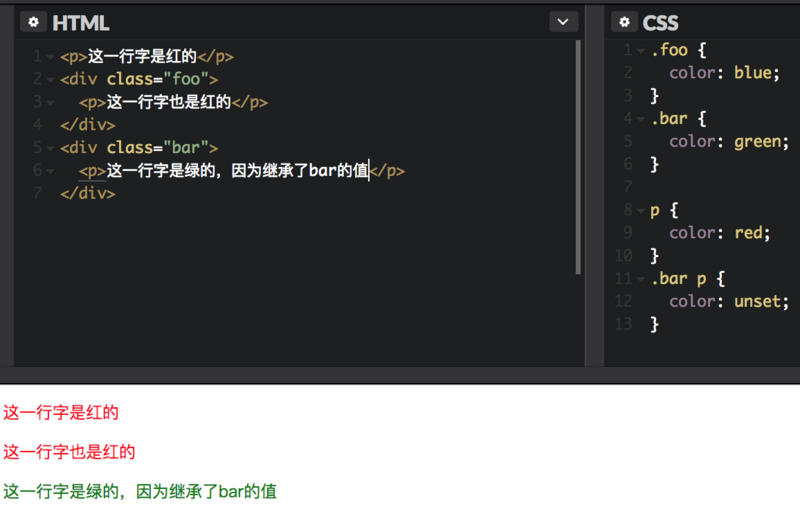 HTML
CSS
1 <p>这一行字是红的</p>
2 <div class="foo">
3 <p>这一行字也是红的</p>
4 </div>
5 <div class="bar">
6 <p>这一行字是绿的，因为继承了bar的值</p>
7 </div>
1 .foo {
2 color: blue;
3 }
4 .bar {
5 color: green;
6 }
7
8 p {
9 color: red;
10 }
11 .bar p {
12 color: unset;
13 }
这一行字是红的
这一行字也是红的
这一行字是绿的，因为继承了bar的值